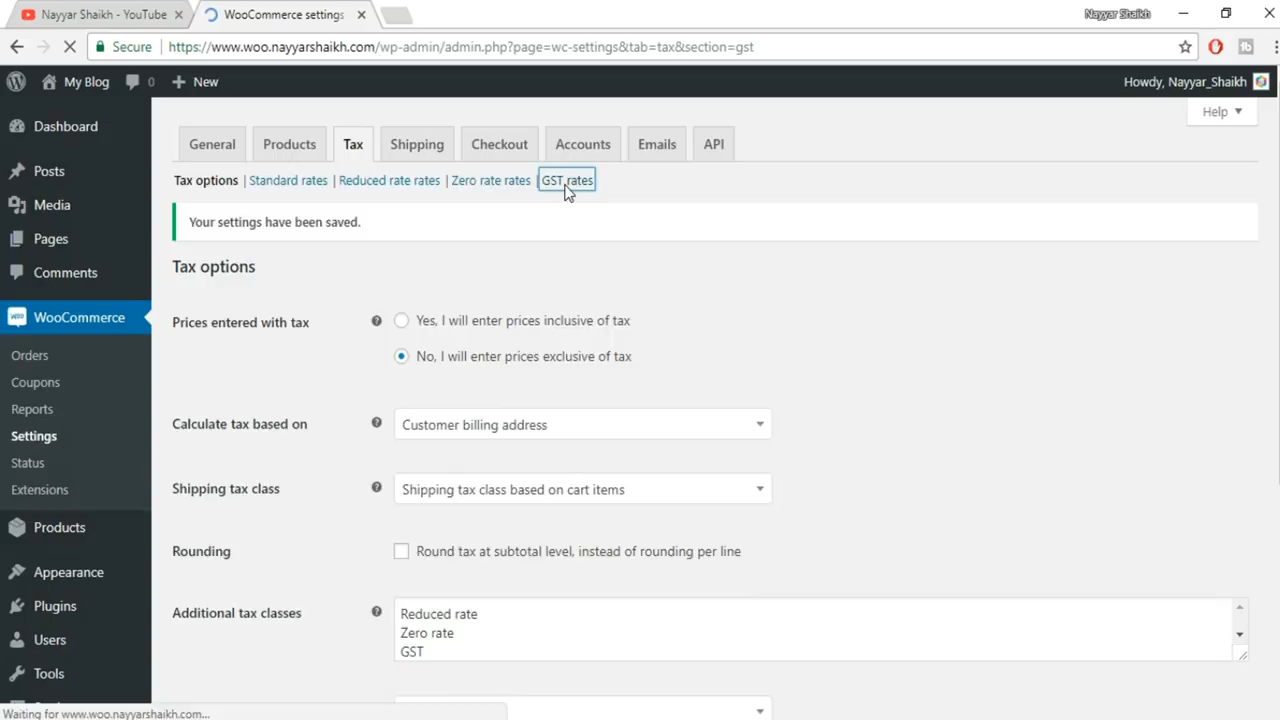 Nayyar Shaikh - YouTube
WooCommerce settings
Nayyar Shaikh
Secure https://www.woo.nayyarshaikh.com/wp-admin/admin.php?page=wc-settings&tab=tax&section=gst
My Blog 0 New Howdy, Nayyar_Shaikh
Help
Dashboard
Posts
Media
Pages
Comments
WooCommerce
Orders
Coupons
Reports
Settings
Status
Extensions
Products
Appearance
Plugins
Users
Tools
General Products Tax Shipping Checkout Accounts Emails API
Tax options | Standard rates | Reduced rate rates | Zero rate rates | GST rates
Your settings have been saved.
Tax options
Prices entered with tax
Yes, I will enter prices inclusive of tax
No, I will enter prices exclusive of tax
Calculate tax based on
Customer billing address
Shipping tax class
Shipping tax class based on cart items
Rounding
Round tax at subtotal level, instead of rounding per line
Additional tax classes
Reduced rate
Zero rate
GST
Waiting for www.woo.nayyarshaikh.com...